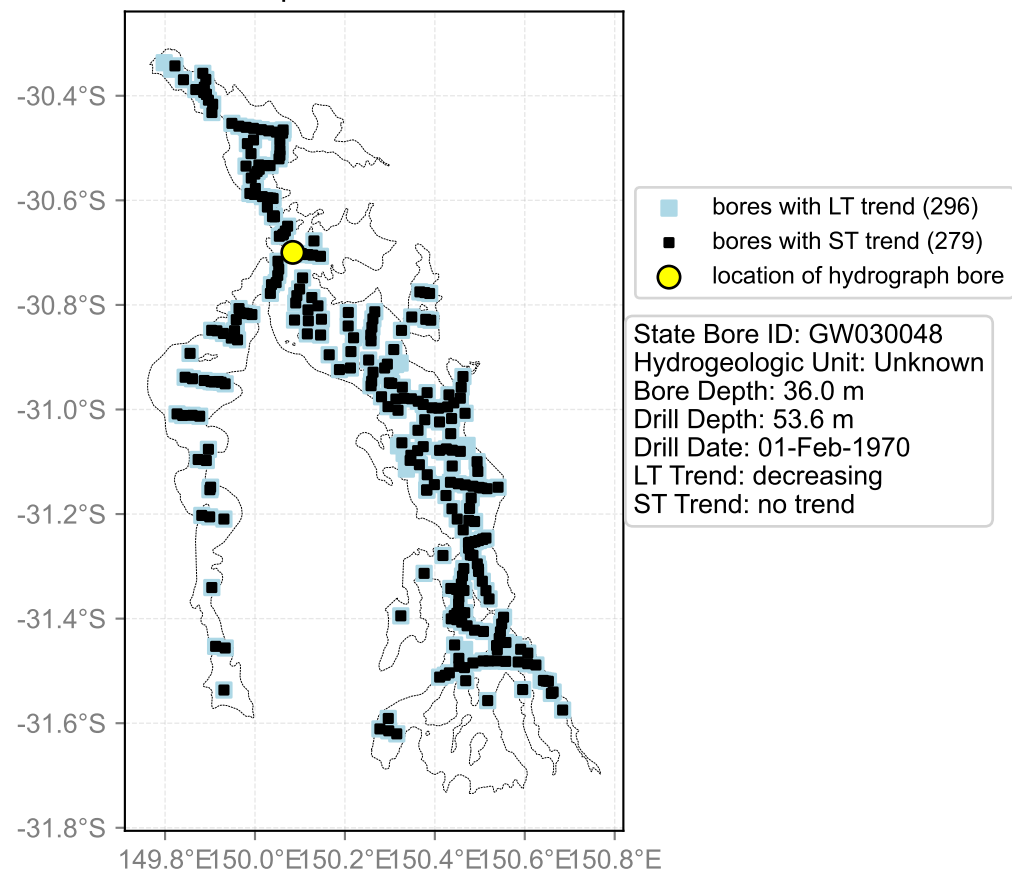 -30.4°S
-30.6°S
-30.8°S
-31.0°S
-31.2°S
-31.4°S
-31.6°S
-31.8°S
149.8°E150.0°E150.2°E150.4°E150.6°E150.8°E
bores with LT trend (296)
bores with ST trend (279)
location of hydrograph bore
State Bore ID: GW030048
Hydrogeologic Unit: Unknown
Bore Depth: 36.0 m
Drill Depth: 53.6 m
Drill Date: 01-Feb-1970
LT Trend: decreasing
ST Trend: no trend